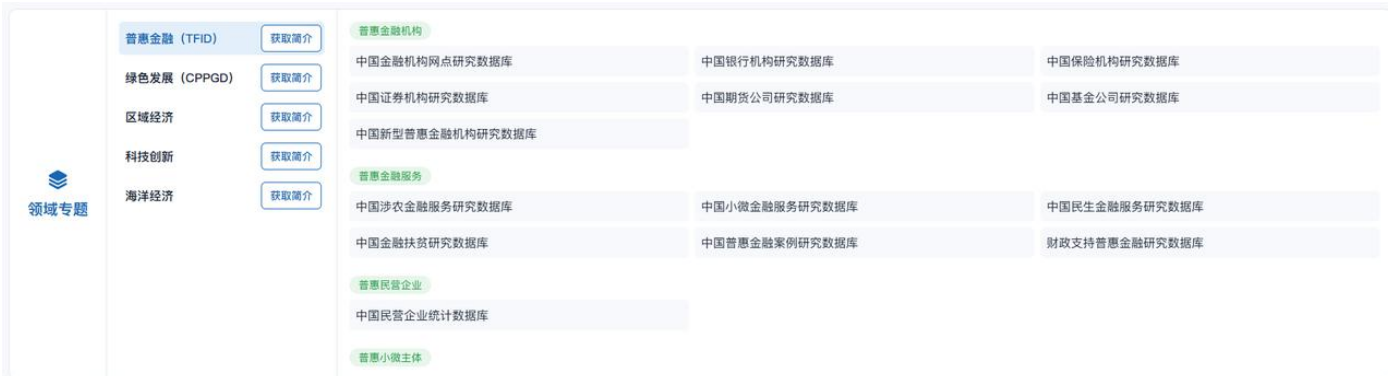 领域专题
普惠金融（TFID） 获取简介
绿色发展（CPPGD） 获取简介
区域经济 获取简介
科技创新 获取简介
海洋经济 获取简介
普惠金融机构
中国金融机构网点研究数据库 中国银行机构研究数据库 中国保险机构研究数据库
中国证券机构研究数据库 中国期货公司研究数据库 中国基金公司研究数据库
中国新型普惠金融机构研究数据库
普惠金融服务
中国涉农金融服务研究数据库 中国小微金融服务研究数据库 中国民生金融服务研究数据库
中国金融扶贫研究数据库 中国普惠金融案例研究数据库 财政支持普惠金融研究数据库
普惠民营企业
中国民营企业统计数据库
普惠小微主体